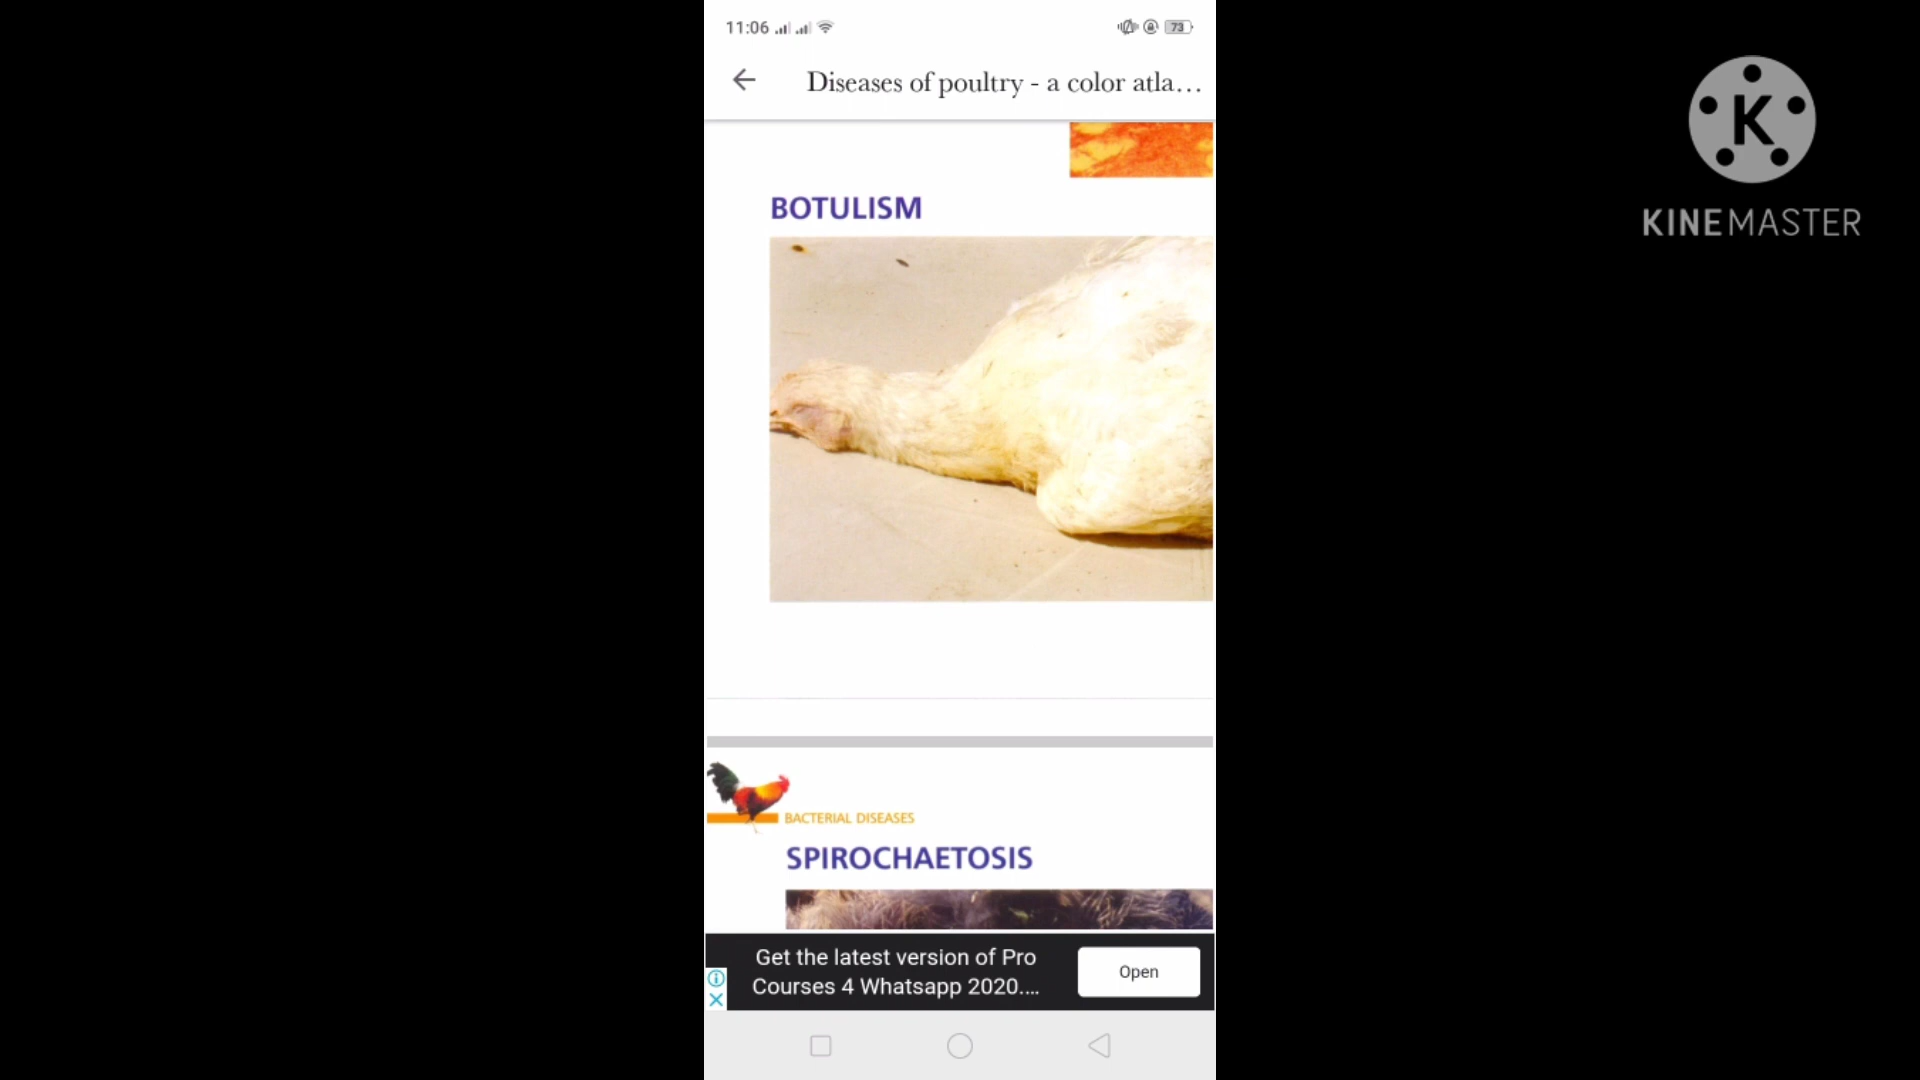 11:06
73
Diseases of poultry - a color atla...
BOTULISM
BACTERIAL DISEASES
SPIROCHAETOSIS
Get the latest version of Pro
Courses 4 Whatsapp 2020....
Open
K
KINEMASTER